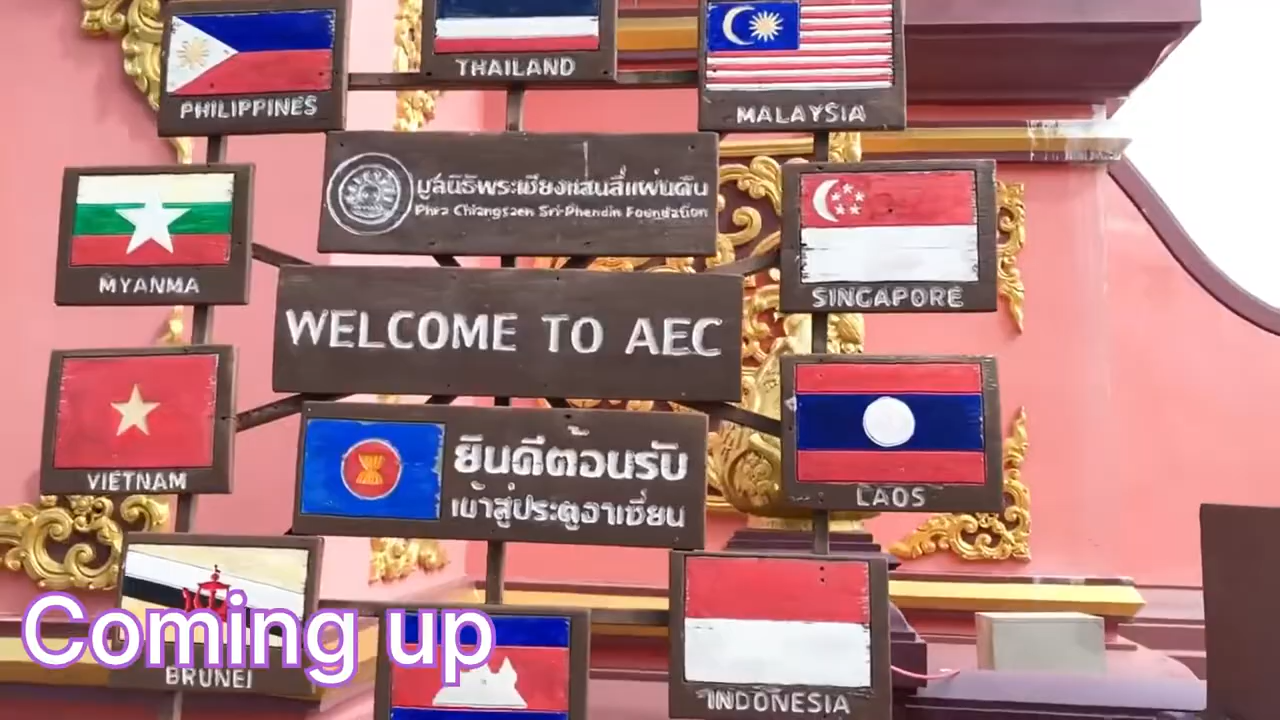 PHILIPPINES
THAILAND
MALAYSIA
มูลนิธิพระเชียงแสนสี่แผ่นดิน
Phra Chiangsaen Sri-Phendin Foundation
MYANMA
SINGAPORE
WELCOME TO AEC
VIETNAM
ยินดีต้อนรับ
เข้าสู่ประตูอาเซี่ยน
LAOS
Coming up
BRUNEI
INDONESIA